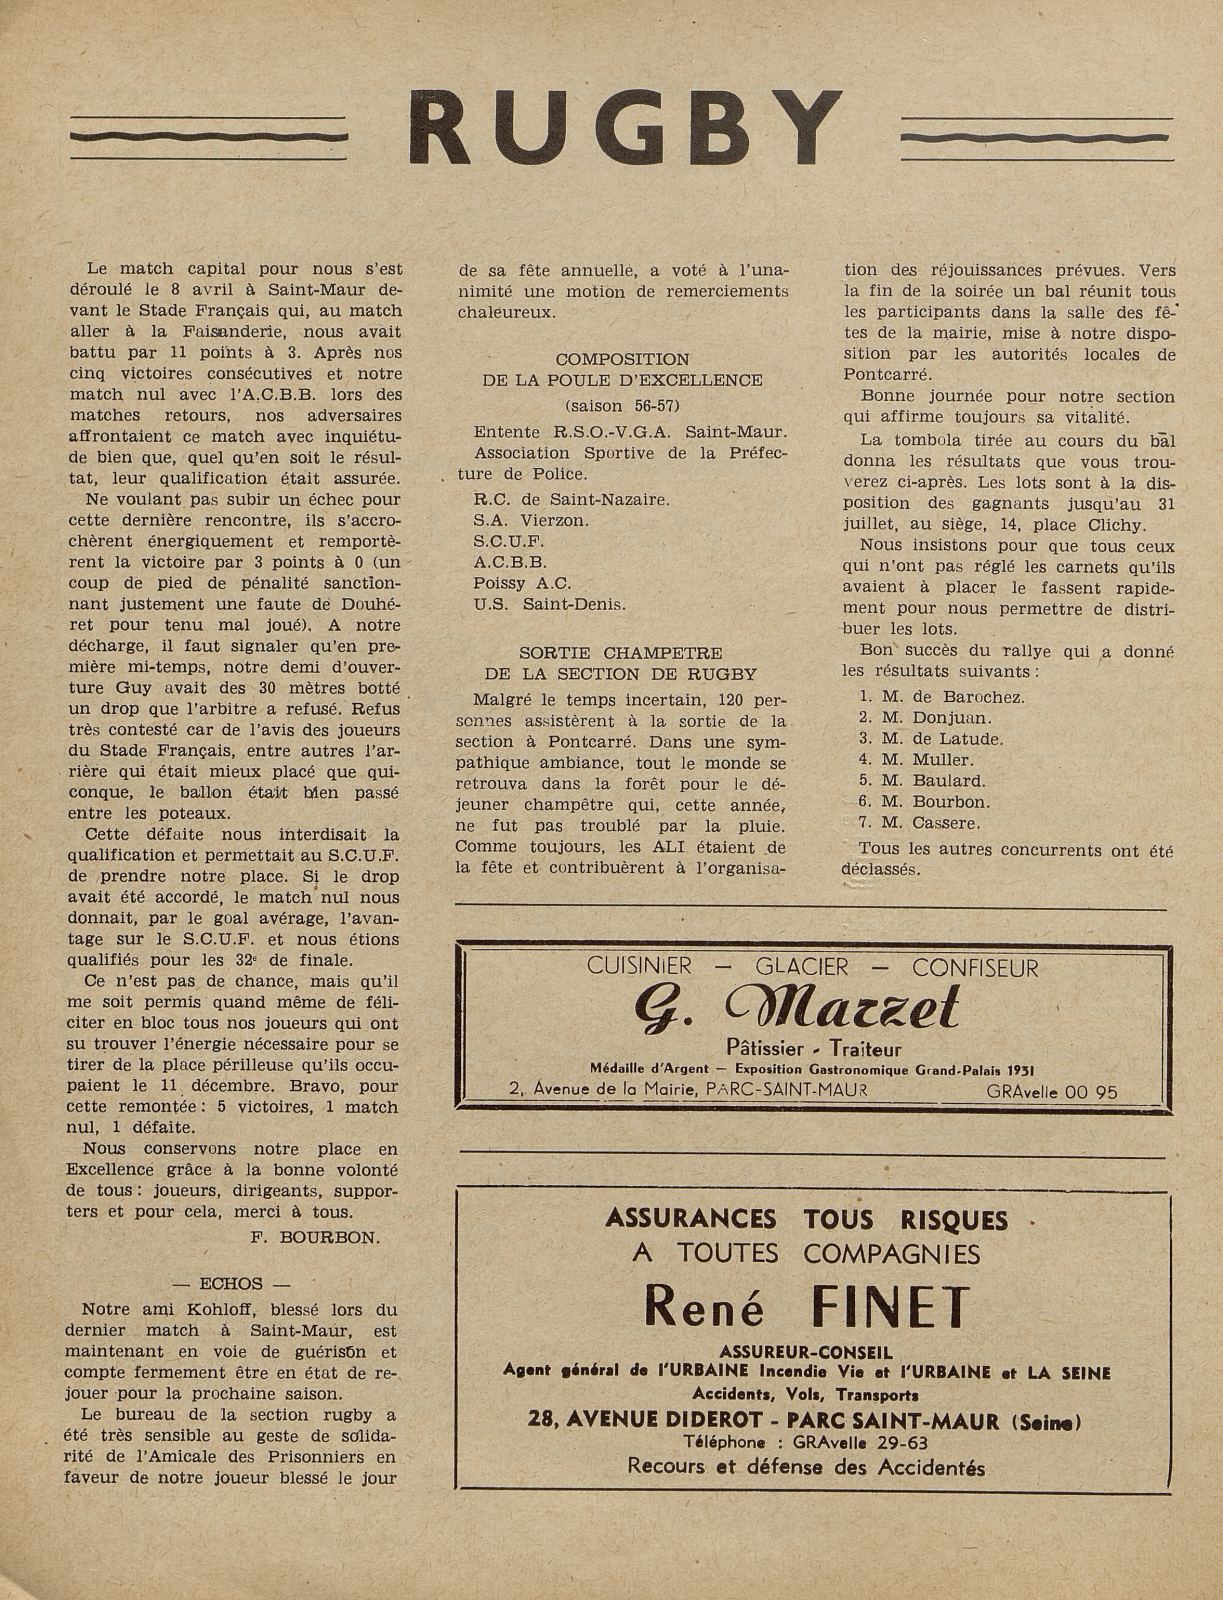 RUGBY
Le match capital pour nous s'est
déroulé le 8 avril à Saint-Maur de-
vant le Stade Français qui, au match
aller à la Faisanderie, nous avait
battu par 11 points à 3. Après nos
cinq victoires consécutives et notre
match nul avec l'A.C.B.B. lors des
matches retours, nos adversaires
affrontaient ce match avec inquiétu-
de bien que, quel qu'en soit le résul-
tat, leur qualification était assurée.
Ne voulant pas subir un échec pour
cette dernière rencontre, ils s'accro-
chèrent énergiquement et remportè-
rent la victoire par 3 points à 0 (un
coup de pied de pénalité sanction-
nant justement une faute de Douhé-
ret pour tenu mal joué). A notre
décharge, il faut signaler qu'en pre-
mière mi-temps, notre demi d'ouver-
ture Guy avait des 30 mètres botté
un drop que l'arbitre a refusé. Refus
très contesté car de l'avis des joueurs
du Stade Français, entre autres l'ar-
rière qui était mieux placé que qui-
conque, le ballon était bien passé
entre les poteaux.
Cette défaite nous interdisait la
qualification et permettait au S.C.U.F.
de prendre notre place. Si le drop
avait été accordé, le match nul nous
donnait, par le goal avérage, l'avan-
tage sur le S.C.U.F. et nous étions
qualifiés pour les 32e de finale.
Ce n'est pas de chance, mais qu'il
me soit permis quand même de féli-
citer en bloc tous nos joueurs qui ont
su trouver l'énergie nécessaire pour se
tirer de la place périlleuse qu'ils occu-
paient le 11 décembre. Bravo, pour
cette remontée : 5 victoires, 1 match
nul, 1 défaite.
Nous conservons notre place en
Excellence grâce à la bonne volonté
de tous : joueurs, dirigeants, suppor-
ters et pour cela, merci à tous.
F. BOURBON.
— ECHOS —
Notre ami Kohloff, blessé lors du
dernier match à Saint-Maur, est
maintenant en voie de guérison et
compte fermement être en état de re-
jouer pour la prochaine saison.
Le bureau de la section rugby a
été très sensible au geste de solida-
rité de l'Amicale des Prisonniers en
faveur de notre joueur blessé le jour
de sa fête annuelle, a voté à l'una-
nimité une motion de remerciements
chaleureux.
COMPOSITION
DE LA POULE D'EXCELLENCE
(saison 56-57)
Entente R.S.O.-V.G.A. Saint-Maur.
Association Sportive de la Préfec-
ture de Police.
R.C. de Saint-Nazaire.
S.A. Vierzon.
S.C.U.F.
A.C.B.B.
Poissy A.C.
U.S. Saint-Denis.
SORTIE CHAMPETRE
DE LA SECTION DE RUGBY
Malgré le temps incertain, 120 per-
sonnes assistèrent à la sortie de la
section à Pontcarré. Dans une sym-
pathique ambiance, tout le monde se
retrouva dans la forêt pour le dé-
jeuner champêtre qui, cette année,
ne fut pas troublé par la pluie.
Comme toujours, les ALI étaient de
la fête et contribuèrent à l'organisa-
tion des réjouissances prévues. Vers
la fin de la soirée un bal réunit tous
les participants dans la salle des fê-
tes de la mairie, mise à notre dispo-
sition par les autorités locales de
Pontcarré.
Bonne journée pour notre section
qui affirme toujours sa vitalité.
La tombola tirée au cours du bal
donna les résultats que vous trou-
verez ci-après. Les lots sont à la dis-
position des gagnants jusqu'au 31
juillet, au siège, 14, place Clichy.
Nous insistons pour que tous ceux
qui n'ont pas réglé les carnets qu'ils
avaient à placer le fassent rapide-
ment pour nous permettre de distri-
buer les lots.
Bon succès du rallye qui a donné
les résultats suivants :
1. M. de Barochez.
2. M. Donjuan.
3. M. de Latude.
4. M. Muller.
5. M. Baulard.
6. M. Bourbon.
7. M. Cassere.
Tous les autres concurrents ont été
déclassés.
CUISINIER — GLACIER — CONFISEUR
G. Marzet
Pâtissier - Traiteur
Médaille d'Argent — Exposition Gastronomique Grand-Palais 1931
2, Avenue de la Mairie, PARC-SAINT-MAUR GRAvelle 00 95
ASSURANCES TOUS RISQUES
A TOUTES COMPAGNIES
René FINET
ASSUREUR-CONSEIL
Agent général de l'URBAINE Incendie Vie et l'URBAINE et LA SEINE
Accidents, Vols, Transports
28, AVENUE DIDEROT - PARC SAINT-MAUR (Seine)
Téléphone : GRAvelle 29-63
Recours et défense des Accidentés